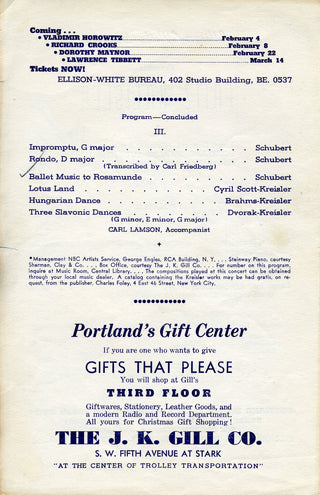 Coming . . .
• VLADIMIR HOROWITZ February 4
• RICHARD CROOKS February 8
• DOROTHY MAYNOR February 22
• LAWRENCE TIBBETT March 14
Tickets NOW!
ELLISON-WHITE BUREAU, 402 Studio Building, BE. 0537
Program—Concluded
III.
Impromptu, G major . . . . . . . . . . Schubert
Rondo, D major . . . . . . . . . . . Schubert
(Transcribed by Carl Friedberg)
Ballet Music to Rosamunde . . . . . . . . Schubert
Lotus Land . . . . . . . . . . Cyril Scott-Kreisler
Hungarian Dance . . . . . . . . . Brahms-Kreisler
Three Slavonic Dances . . . . . . . . Dvorak-Kreisler
(G minor, E minor, G major)
CARL LAMSON, Accompanist
*Management NBC Artists Service, George Engles, RCA Building, N. Y. . . . Steinway Piano, courtesy
Sherman, Clay & Co. . . . Box Office, courtesy The J. K. Gill Co. . . . For number on this program,
inquire at Music Room, Central Library. . . . The compositions played at this concert can be obtained
through your local music dealer. A catalog containing the Kreisler works may be had gratis, on re-
quest, from the publisher, Charles Foley, 4 East 46 Street, New York City.
Portland's Gift Center
If you are one who wants to give
GIFTS THAT PLEASE
You will shop at Gill's
THIRD FLOOR
Giftwares, Stationery, Leather Goods, and
a modern Radio and Record Department.
All yours for Christmas Gift Shopping!
THE J. K. GILL CO.
S. W. FIFTH AVENUE AT STARK
"AT THE CENTER OF TROLLEY TRANSPORTATION"